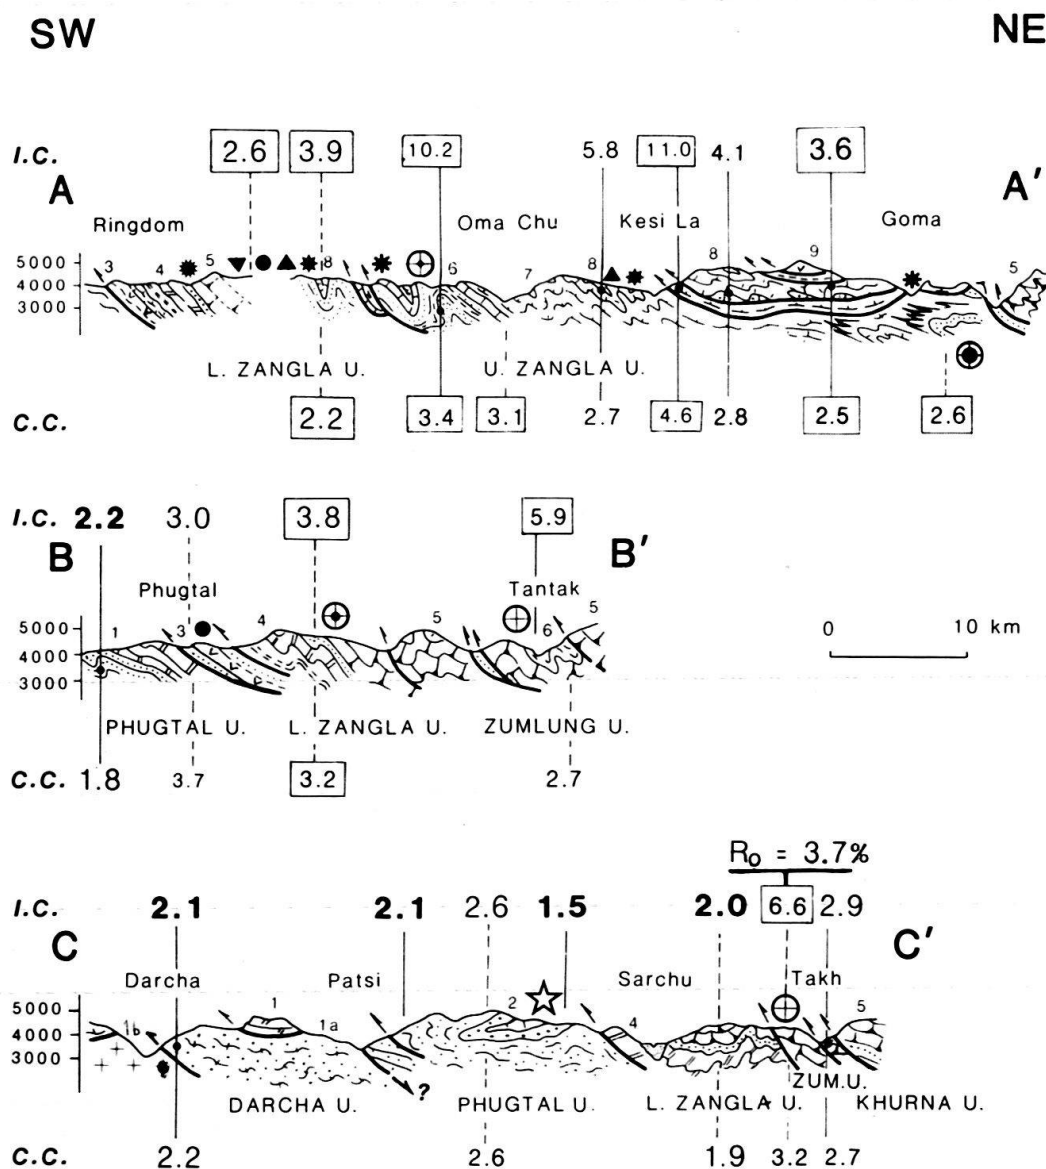 SW NE
I.C. 2.6 3.9 10.2 5.8 11.0 4.1 3.6
A A'
Ringdom Oma Chu Kesi La Goma
5000 3 4 5 8 6 7 8 8 9 5
4000
3000
L. ZANGLA U. U. ZANGLA U.
C.C. 2.2 3.4 3.1 2.7 4.6 2.8 2.5 2.6
I.C. 2.2 3.0 3.8 5.9
B B'
Phugtal Tantak
5000 1 3 4 5 6 5
4000
3000
0 10 km
PHUGTAL U. L. ZANGLA U. ZUMLUNG U.
C.C. 1.8 3.7 3.2 2.7
Ro = 3.7%
I.C. 2.1 2.1 2.6 1.5 2.0 6.6 2.9
C C'
Darcha Patsi Sarchu Takh
5000 1b 1 1a 2 4 5
4000
3000
?
ZUM.U.
DARCHA U. PHUGTAL U. L. ZANGLA U. KHURNA U.
C.C. 2.2 2.6 1.9 3.2 2.7